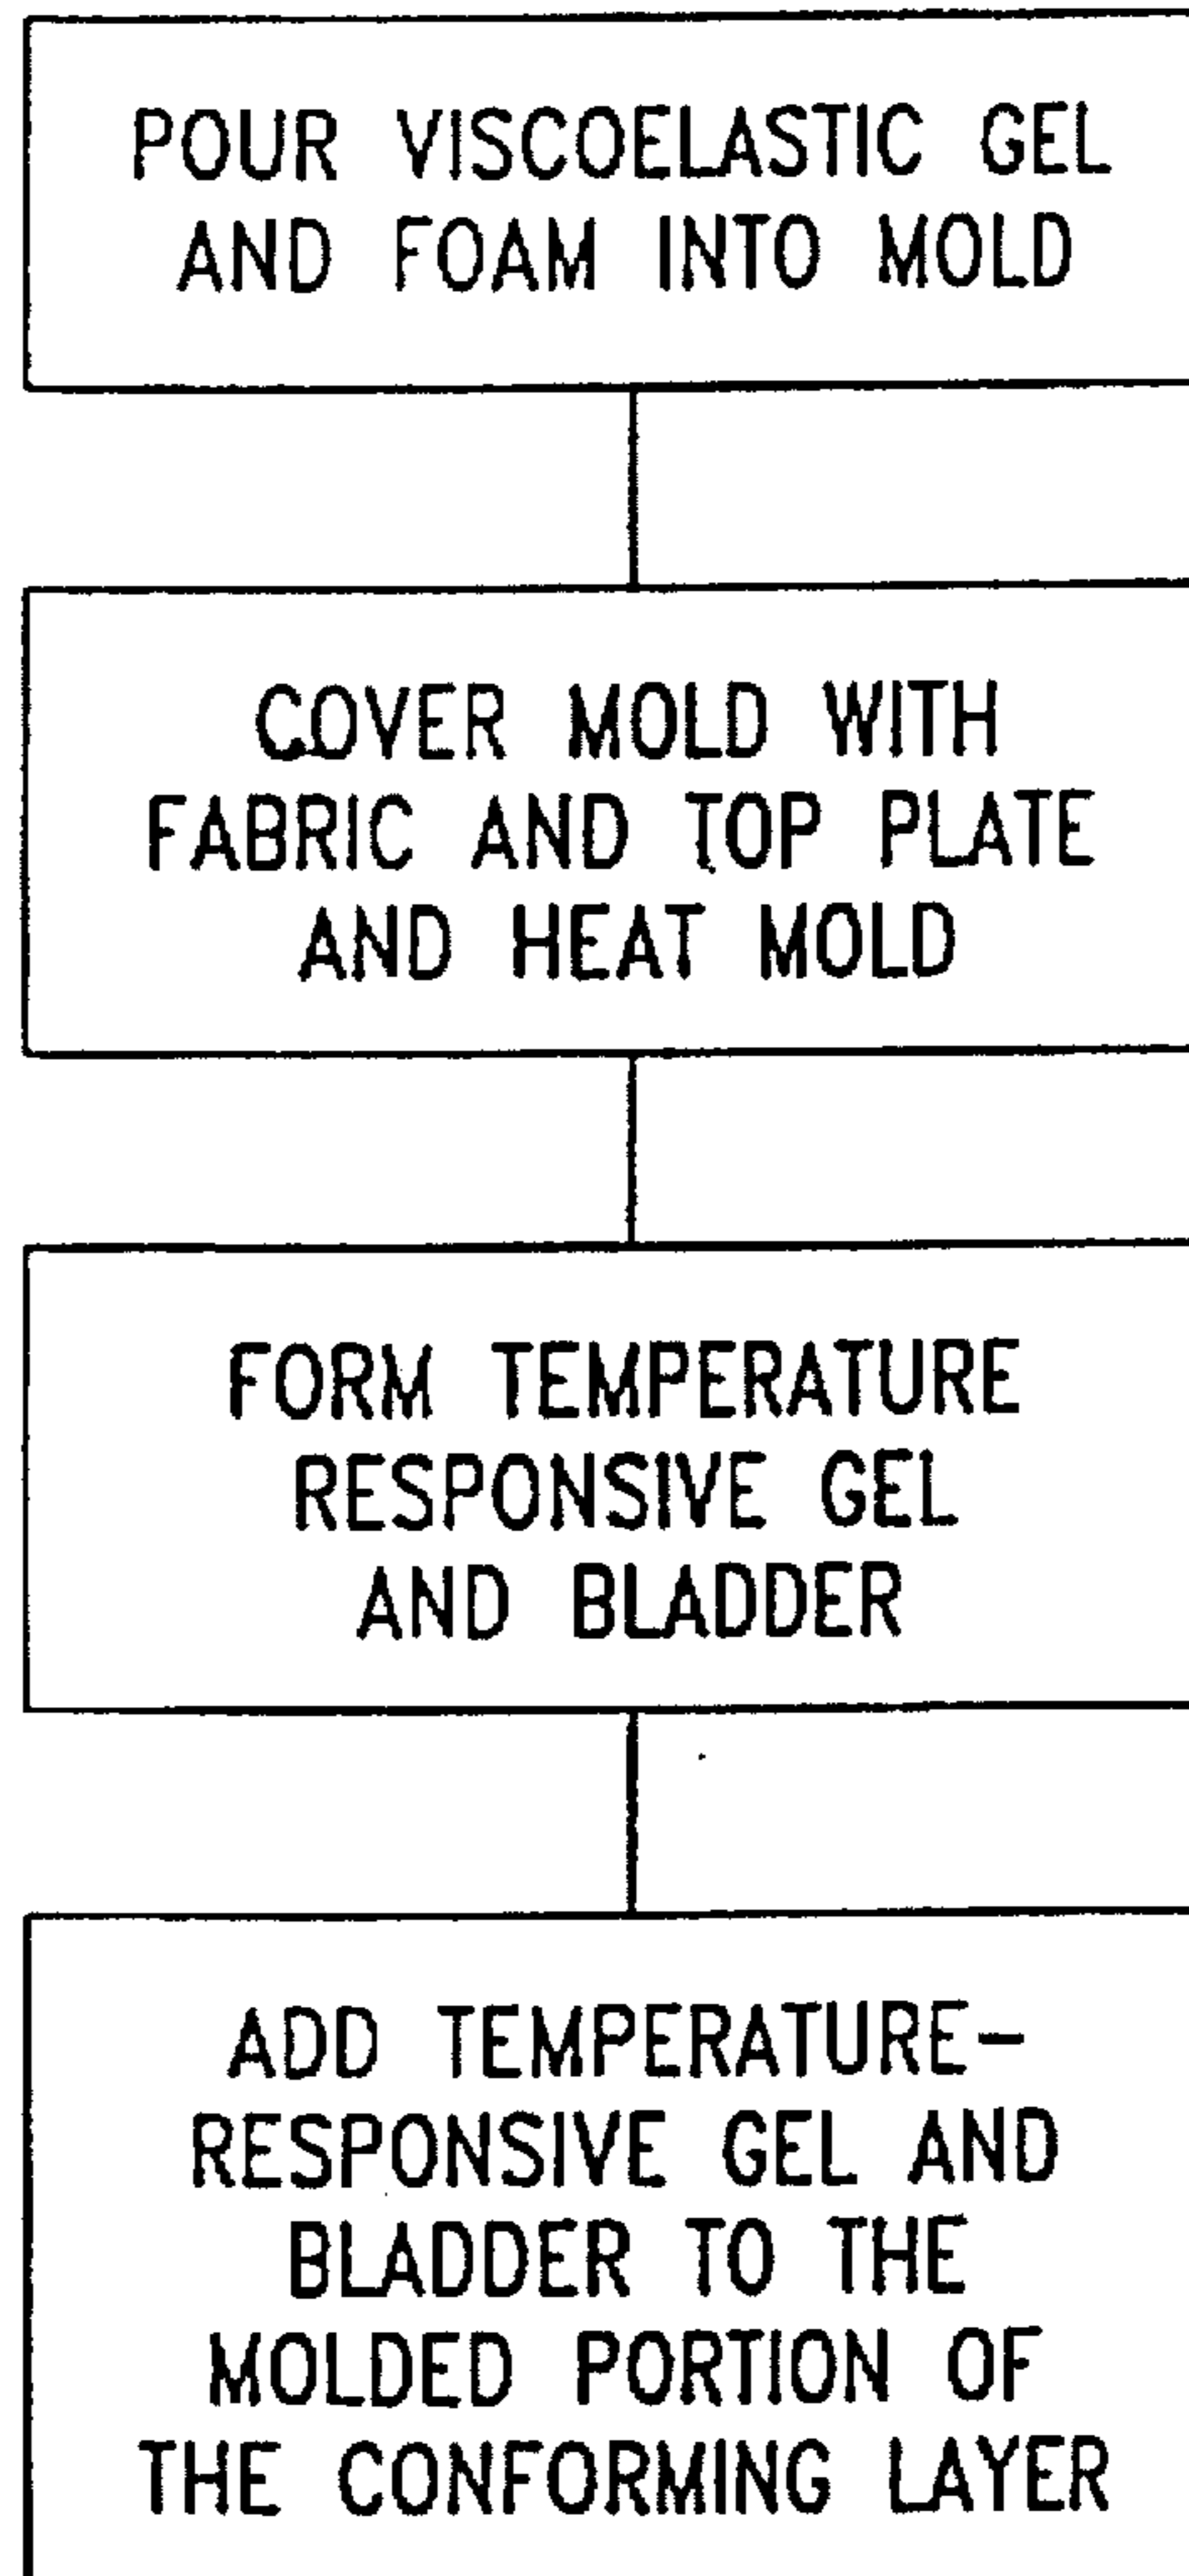 POUR VISCOELASTIC GEL
AND FOAM INTO MOLD
COVER MOLD WITH
FABRIC AND TOP PLATE
AND HEAT MOLD
FORM TEMPERATURE
RESPONSIVE GEL
AND BLADDER
ADD TEMPERATURE-
RESPONSIVE GEL AND
BLADDER TO THE
MOLDED PORTION OF
THE CONFORMING LAYER